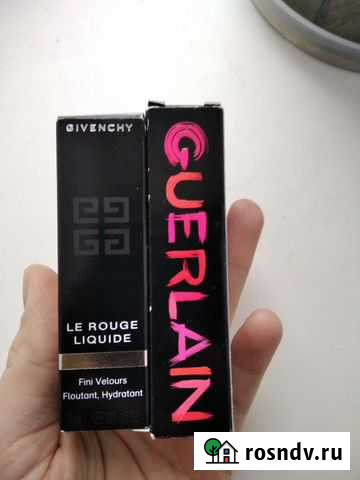 GIVENCHY
LE ROUGE
LIQUIDE
Fini Velours
Floutant, Hydratant
GUERLAIN
rosndv.ru